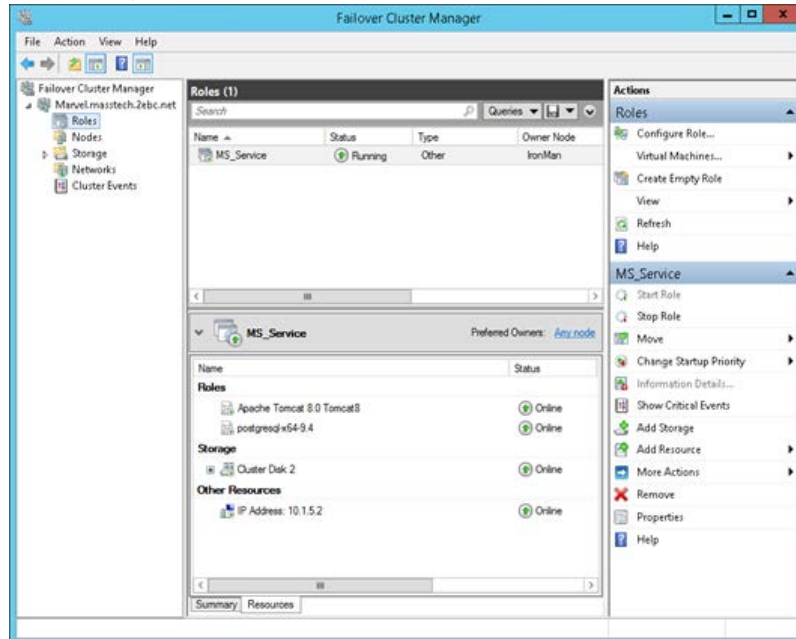 Failover Cluster Manager
File Action View Help
Failover Cluster Manager
Marvel.masstech.2ebc.net
Roles
Nodes
Storage
Networks
Cluster Events
Roles (1)
Search
Queries
Name Status Type Owner Node
MS_Service Running Other IronMan
MS_Service Preferred Owners: Any node
Name Status
Roles
Apache Tomcat 8.0 Tomcat8 Online
postgresql-x64-9.4 Online
Storage
Cluster Disk 2 Online
Other Resources
IP Address: 10.1.5.2 Online
Summary Resources
Actions
Roles
Configure Role...
Virtual Machines...
Create Empty Role
View
Refresh
Help
MS_Service
Start Role
Stop Role
Move
Change Startup Priority
Information Details...
Show Critical Events
Add Storage
Add Resource
More Actions
Remove
Properties
Help